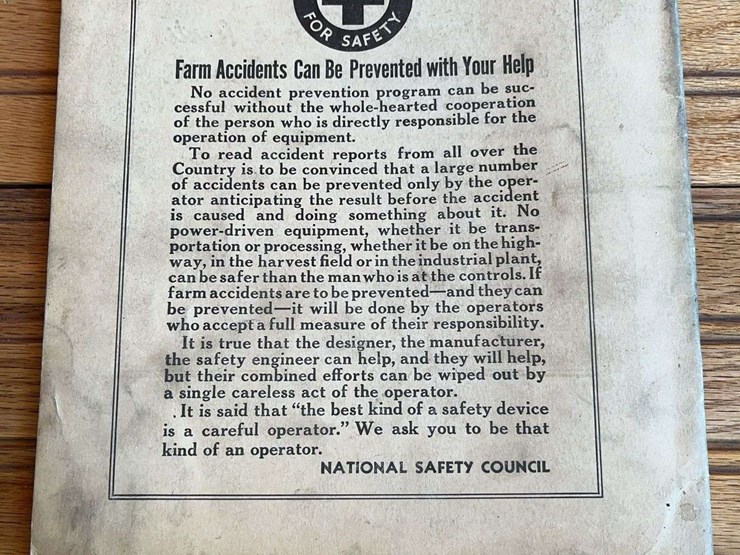 FOR SAFETY
Farm Accidents Can Be Prevented with Your Help
No accident prevention program can be suc-
cessful without the whole-hearted cooperation
of the person who is directly responsible for the
operation of equipment.
To read accident reports from all over the
Country is to be convinced that a large number
of accidents can be prevented only by the oper-
ator anticipating the result before the accident
is caused and doing something about it. No
power-driven equipment, whether it be trans-
portation or processing, whether it be on the high-
way, in the harvest field or in the industrial plant,
can be safer than the man who is at the controls. If
farm accidents are to be prevented—and they can
be prevented—it will be done by the operators
who accept a full measure of their responsibility.
It is true that the designer, the manufacturer,
the safety engineer can help, and they will help,
but their combined efforts can be wiped out by
a single careless act of the operator.
It is said that “the best kind of a safety device
is a careful operator.” We ask you to be that
kind of an operator.
NATIONAL SAFETY COUNCIL